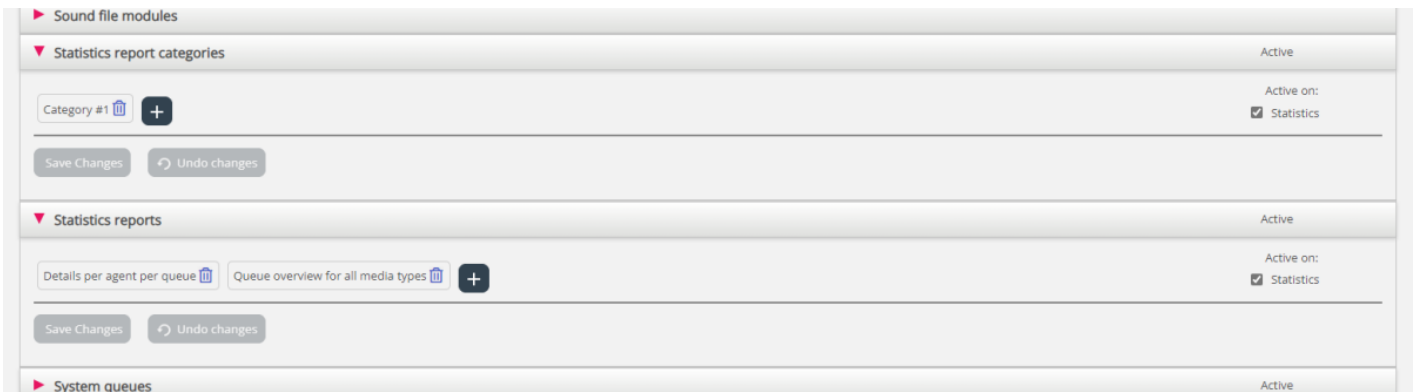 Sound file modules
Statistics report categories Active
Active on:
Category #1 Statistics
Save Changes Undo changes
Statistics reports Active
Active on:
Details per agent per queue Queue overview for all media types Statistics
Save Changes Undo changes
System queues Active